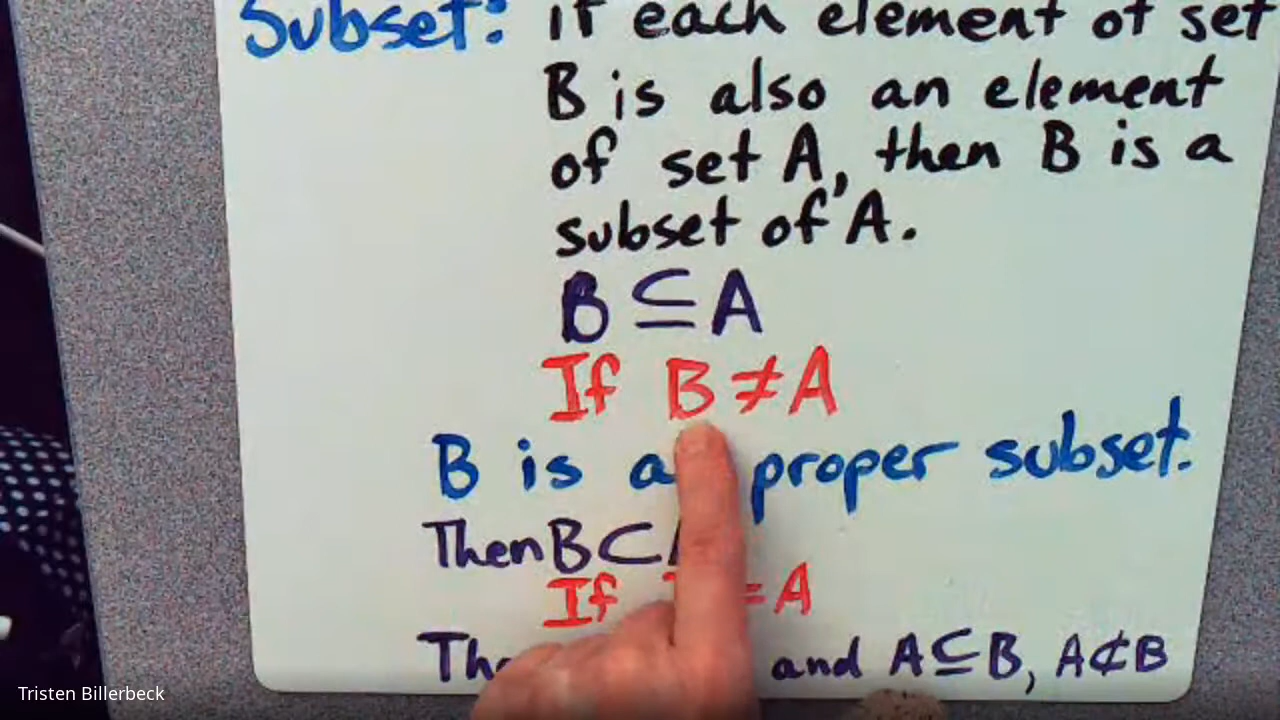 Subset: if each element of set
B is also an element
of set A, then B is a
subset of A.
B ⊆ A
If B ≠ A
B is a proper subset.
Then B ⊂
If = A
and A ⊆ B, A ⊄ B
Tristen Billerbeck